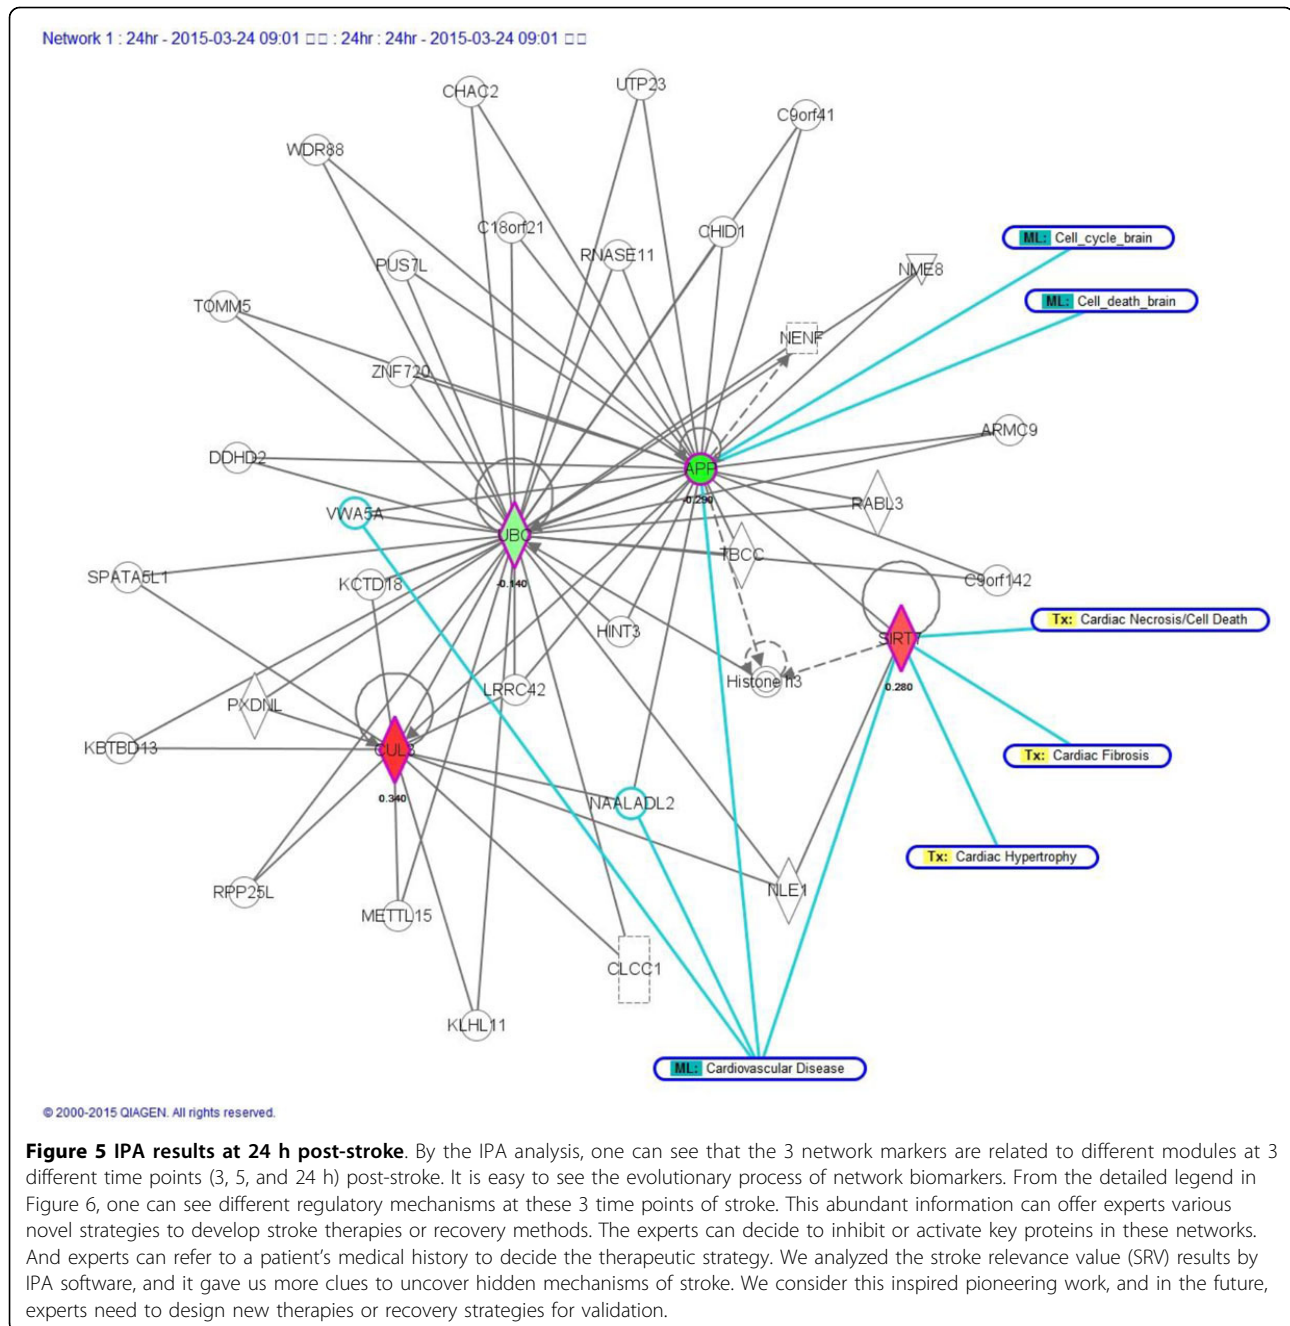 Network 1 : 24hr - 2015-03-24 09:01 □□ : 24hr : 24hr - 2015-03-24 09:01 □□
UTP23
CHAC2
C9orf41
WDR88
C18orf21
CHID1
ML: Cell_cycle_brain
RNASE11
PUS7L
NME8
ML: Cell_death_brain
TOMM5
NENF
ZNF720
ARMC9
DDHD2
APP
-0.290
RABL3
VWA5A
UBC
TBCC
SPATA5L1
KCTD18
-0.140
C9orf142
Tx: Cardiac Necrosis/Cell Death
HINT3
SIRT7
Histone h3
0.280
LRRC42
PXDNL
KBTBD13
CUL3
Tx: Cardiac Fibrosis
0.340
NAALADL2
Tx: Cardiac Hypertrophy
RPP25L
NLE1
METTL15
CLCC1
KLHL11
ML: Cardiovascular Disease
© 2000-2015 QIAGEN. All rights reserved.
Figure 5 IPA results at 24 h post-stroke. By the IPA analysis, one can see that the 3 network markers are related to different modules at 3
different time points (3, 5, and 24 h) post-stroke. It is easy to see the evolutionary process of network biomarkers. From the detailed legend in
Figure 6, one can see different regulatory mechanisms at these 3 time points of stroke. This abundant information can offer experts various
novel strategies to develop stroke therapies or recovery methods. The experts can decide to inhibit or activate key proteins in these networks.
And experts can refer to a patient's medical history to decide the therapeutic strategy. We analyzed the stroke relevance value (SRV) results by
IPA software, and it gave us more clues to uncover hidden mechanisms of stroke. We consider this inspired pioneering work, and in the future,
experts need to design new therapies or recovery strategies for validation.